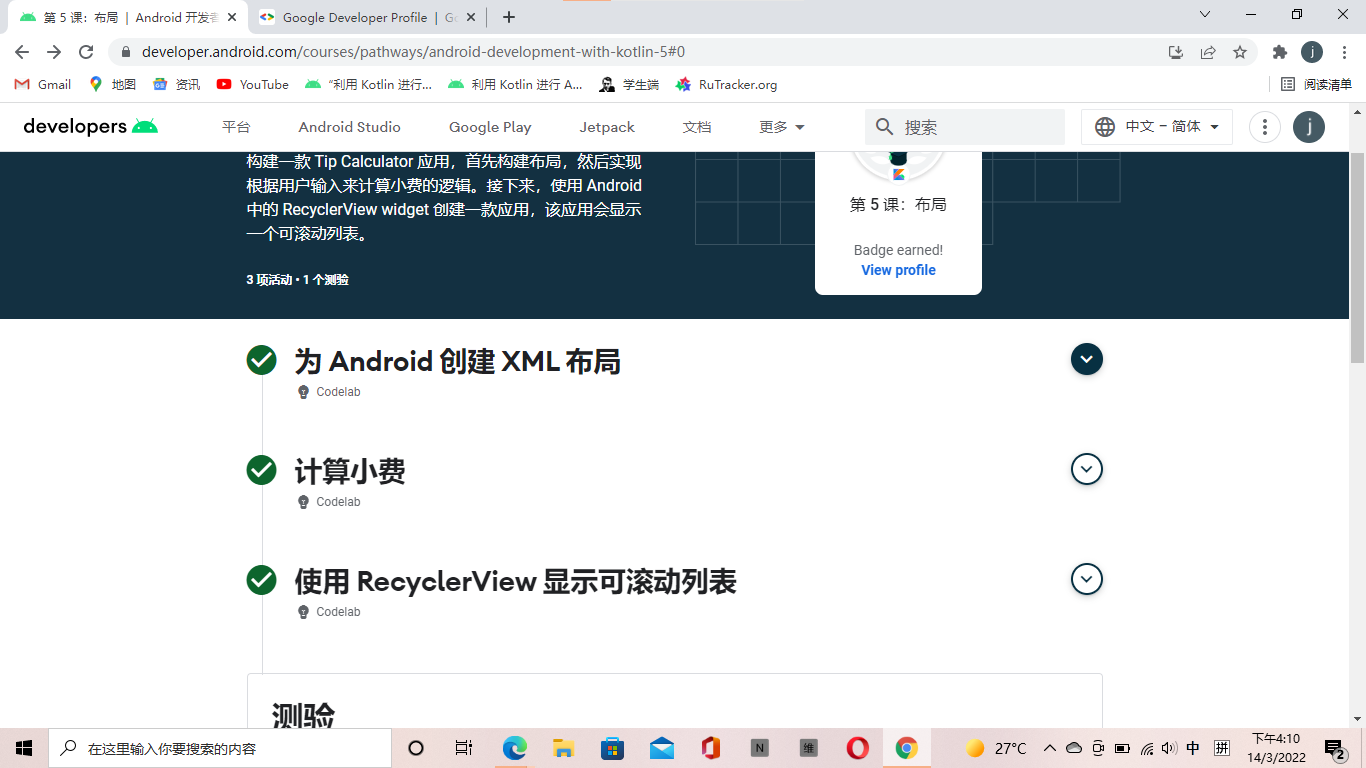 第 5 课：布局 | Android 开发者
Google Developer Profile | Go
developer.android.com/courses/pathways/android-development-with-kotlin-5#0
j
Gmail
地图
资讯
YouTube
“利用 Kotlin 进行...
利用 Kotlin 进行 A...
学生端
RuTracker.org
阅读清单
developers
平台
Android Studio
Google Play
Jetpack
文档
更多
搜索
中文 – 简体
j
构建一款 Tip Calculator 应用，首先构建布局，然后实现
根据用户输入来计算小费的逻辑。接下来，使用 Android
中的 RecyclerView widget 创建一款应用，该应用会显示
一个可滚动列表。
3 项活动 • 1 个测验
第 5 课：布局
Badge earned!
View profile
为 Android 创建 XML 布局
Codelab
计算小费
Codelab
使用 RecyclerView 显示可滚动列表
Codelab
测验
在这里输入你要搜索的内容
N
维
27°C
中
拼
下午4:10
14/3/2022
2